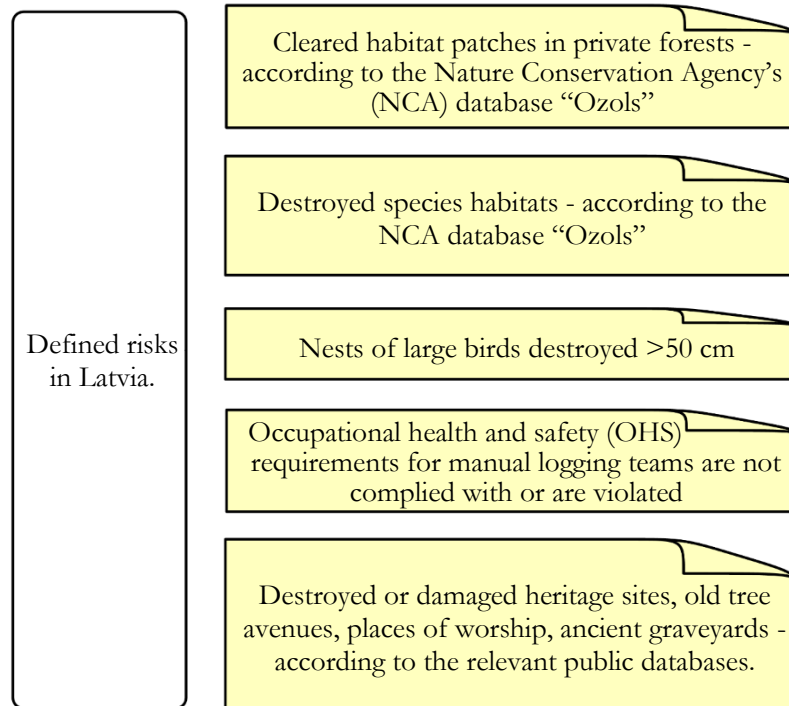 Defined risks
in Latvia.
Cleared habitat patches in private forests -
according to the Nature Conservation Agency's
(NCA) database “Ozols”
Destroyed species habitats - according to the
NCA database “Ozols”
Nests of large birds destroyed >50 cm
Occupational health and safety (OHS)
requirements for manual logging teams are not
complied with or are violated
Destroyed or damaged heritage sites, old tree
avenues, places of worship, ancient graveyards -
according to the relevant public databases.